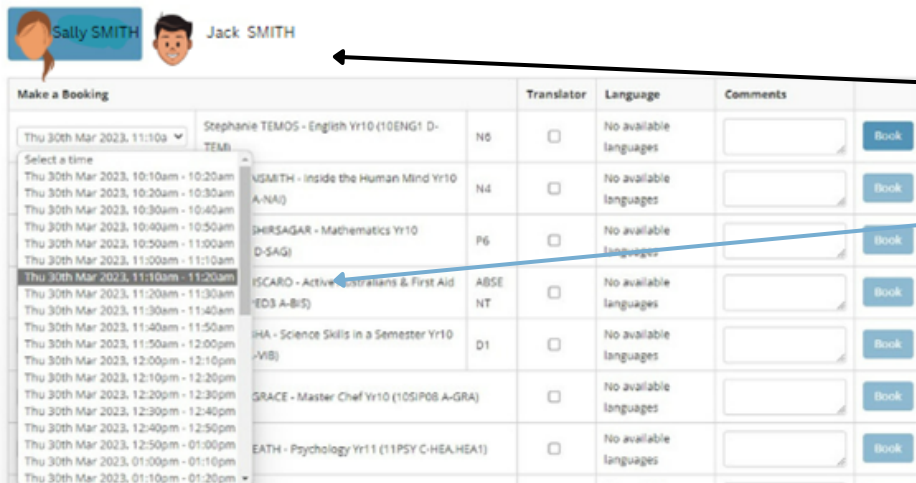 Sally SMITH
Jack SMITH
Make a Booking
Translator
Language
Comments
Thu 30th Mar 2023, 11:10a
Stephanie TEMOS - English Yr10 (10ENG1 D-
TEM)
N6
No available
languages
Book
Select a time
Thu 30th Mar 2023, 10:10am - 10:20am
Thu 30th Mar 2023, 10:20am - 10:30am
Thu 30th Mar 2023, 10:30am - 10:40am
Thu 30th Mar 2023, 10:40am - 10:50am
Thu 30th Mar 2023, 10:50am - 11:00am
Thu 30th Mar 2023, 11:00am - 11:10am
Thu 30th Mar 2023, 11:10am - 11:20am
Thu 30th Mar 2023, 11:20am - 11:30am
Thu 30th Mar 2023, 11:30am - 11:40am
Thu 30th Mar 2023, 11:40am - 11:50am
Thu 30th Mar 2023, 11:50am - 12:00pm
Thu 30th Mar 2023, 12:00pm - 12:10pm
Thu 30th Mar 2023, 12:10pm - 12:20pm
Thu 30th Mar 2023, 12:20pm - 12:30pm
Thu 30th Mar 2023, 12:30pm - 12:40pm
Thu 30th Mar 2023, 12:40pm - 12:50pm
Thu 30th Mar 2023, 12:50pm - 01:00pm
Thu 30th Mar 2023, 01:00pm - 01:10pm
Thu 30th Mar 2023, 01:10pm - 01:20pm
- Inside the Human Mind Yr10
A-NAI)
N4
No available
languages
Book
SHIRSAGAR - Mathematics Yr10
D-SAG)
P6
No available
languages
Book
ISCARO - Active & First Aid
A-BIS)
ABSE
NT
No available
languages
Book
HA - Science Skills in a Semester Yr10
-VIB)
D1
No available
languages
Book
GRACE - Master Chef Yr10 (10SIP08 A-GRA)
No available
languages
Book
EATH - Psychology Yr11 (11PSY C-HEA,HEA1)
No available
languages
Book